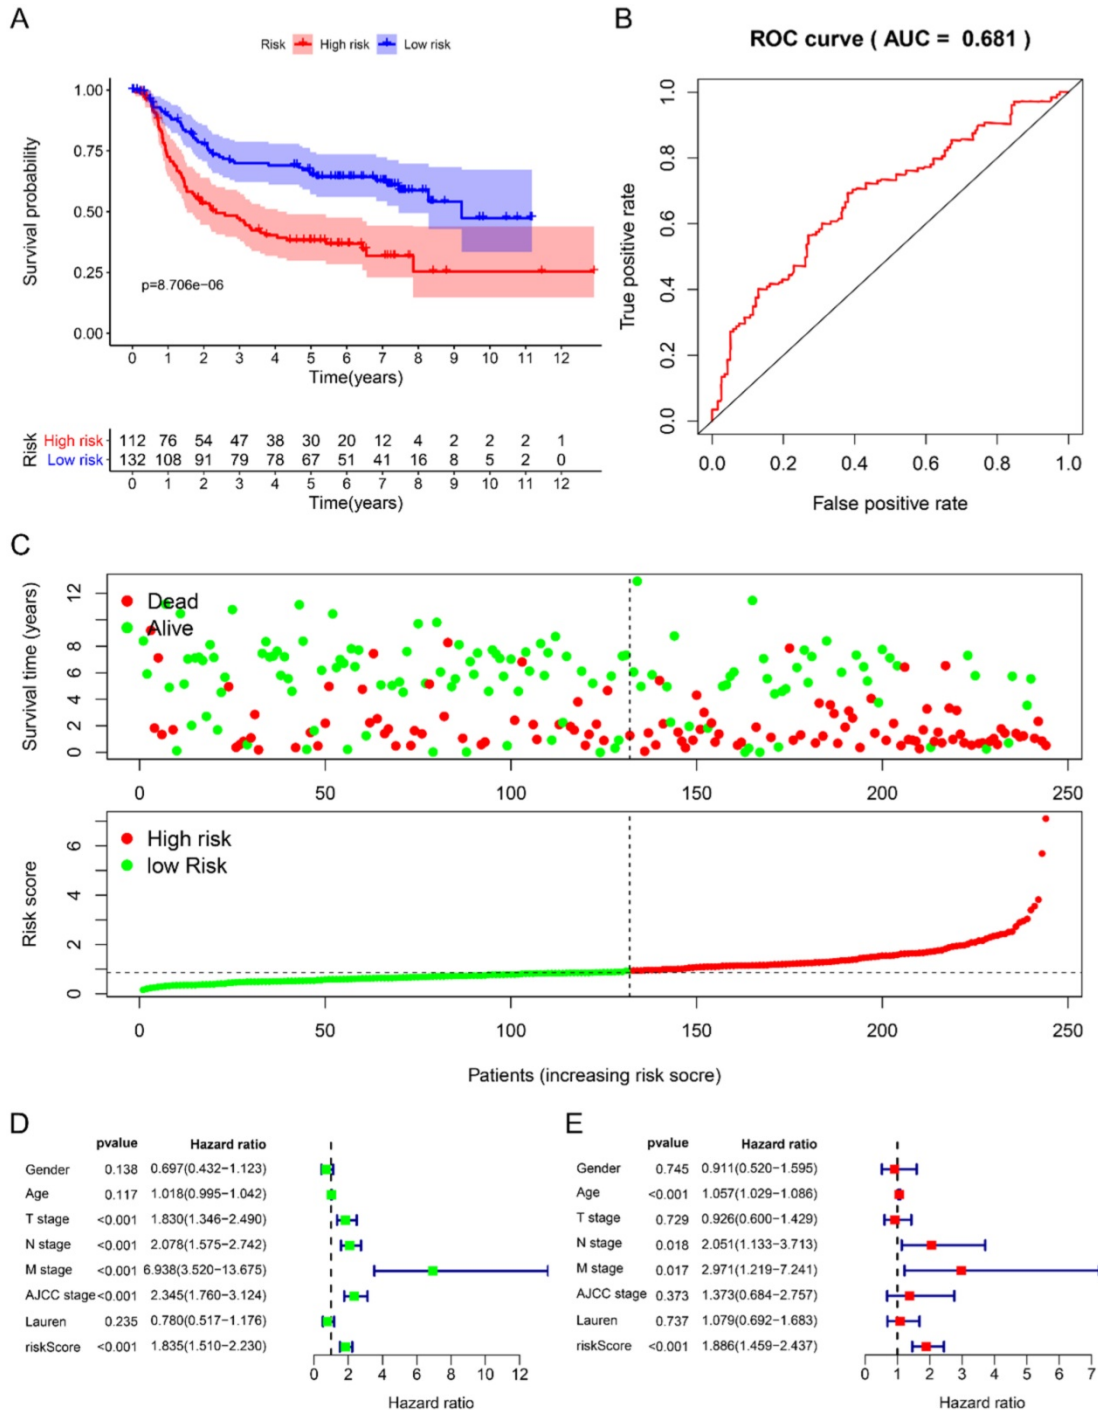 A
Risk High risk Low risk
Survival probability
1.00
0.75
0.50
0.25
0.00
p=8.706e−06
0 1 2 3 4 5 6 7 8 9 10 11 12
Time(years)
Risk
High risk 112 76 54 47 38 30 20 12 4 2 2 2 1
Low risk 132 108 91 79 78 67 51 41 16 8 5 2 0
0 1 2 3 4 5 6 7 8 9 10 11 12
Time(years)
B
ROC curve ( AUC = 0.681 )
True positive rate
1.0
0.8
0.6
0.4
0.2
0.0
0.0 0.2 0.4 0.6 0.8 1.0
False positive rate
C
Survival time (years)
12
8
6
4
2
0
Dead
Alive
0 50 100 150 200 250
Risk score
6
4
2
0
High risk
low Risk
0 50 100 150 200 250
Patients (increasing risk socre)
D
pvalue Hazard ratio
Gender 0.138 0.697(0.432−1.123)
Age 0.117 1.018(0.995−1.042)
T stage <0.001 1.830(1.346−2.490)
N stage <0.001 2.078(1.575−2.742)
M stage <0.001 6.938(3.520−13.675)
AJCC stage <0.001 2.345(1.760−3.124)
Lauren 0.235 0.780(0.517−1.176)
riskScore <0.001 1.835(1.510−2.230)
0 2 4 6 8 10 12
Hazard ratio
E
pvalue Hazard ratio
Gender 0.745 0.911(0.520−1.595)
Age <0.001 1.057(1.029−1.086)
T stage 0.729 0.926(0.600−1.429)
N stage 0.018 2.051(1.133−3.713)
M stage 0.017 2.971(1.219−7.241)
AJCC stage 0.373 1.373(0.684−2.757)
Lauren 0.737 1.079(0.692−1.683)
riskScore <0.001 1.886(1.459−2.437)
0 1 2 3 4 5 6 7
Hazard ratio